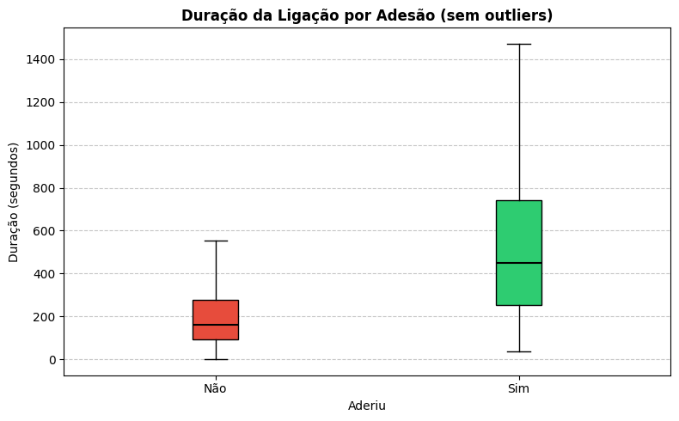 Duração da Ligação por Adesão (sem outliers)
1400
1200
1000
800
600
400
200
0
Duração (segundos)
Não
Sim
Aderiu